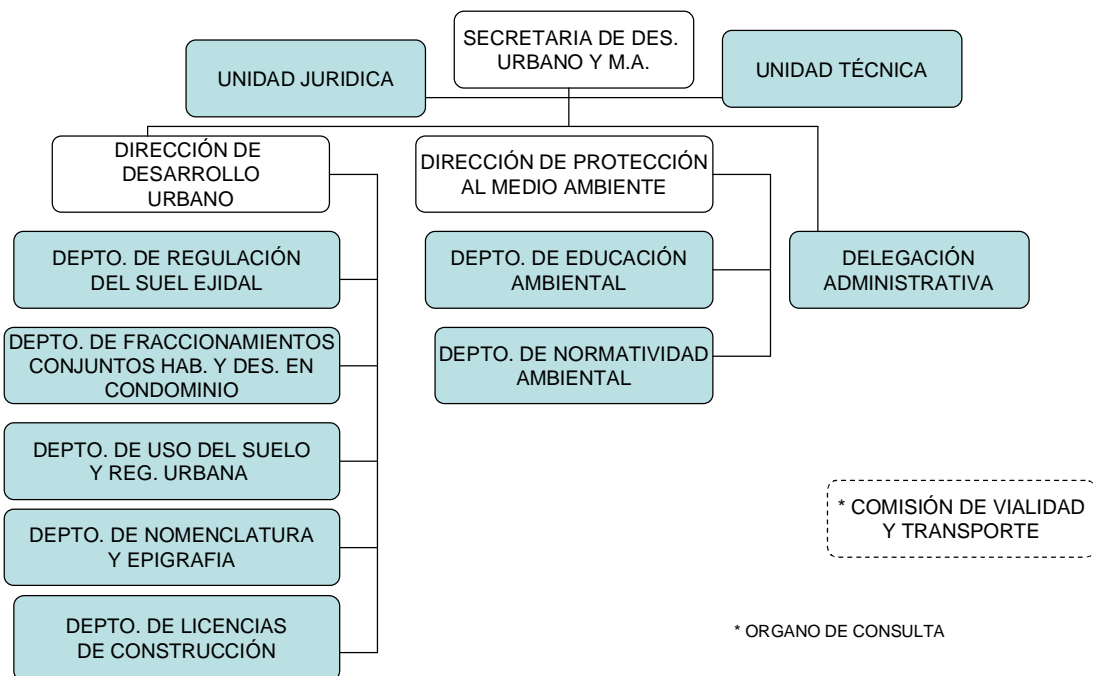 SECRETARIA DE DES.
URBANO Y M.A.
UNIDAD JURIDICA
UNIDAD TÉCNICA
DIRECCIÓN DE
DESARROLLO
URBANO
DIRECCIÓN DE PROTECCIÓN
AL MEDIO AMBIENTE
DEPTO. DE REGULACIÓN
DEL SUEL EJIDAL
DEPTO. DE EDUCACIÓN
AMBIENTAL
DELEGACIÓN
ADMINISTRATIVA
DEPTO. DE FRACCIONAMIENTOS
CONJUNTOS HAB. Y DES. EN
CONDOMINIO
DEPTO. DE NORMATIVIDAD
AMBIENTAL
DEPTO. DE USO DEL SUELO
Y REG. URBANA
* COMISIÓN DE VIALIDAD
Y TRANSPORTE
DEPTO. DE NOMENCLATURA
Y EPIGRAFIA
DEPTO. DE LICENCIAS
DE CONSTRUCCIÓN
* ORGANO DE CONSULTA